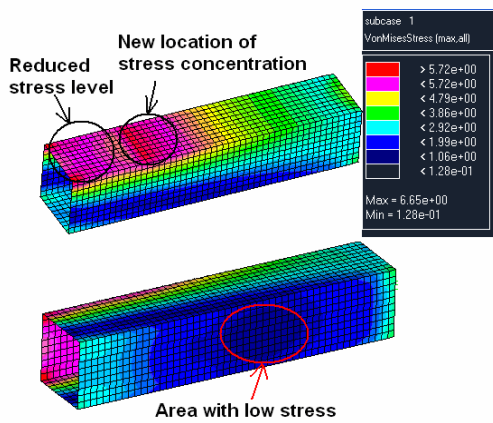 New location of
stress concentration
Reduced
stress level
subcase 1
VonMisesStress (max,all)
> 5.72e+00
< 5.72e+00
< 4.79e+00
< 3.86e+00
< 2.92e+00
< 1.99e+00
< 1.06e+00
< 1.28e-01
Max = 6.65e+00
Min = 1.28e-01
Area with low stress